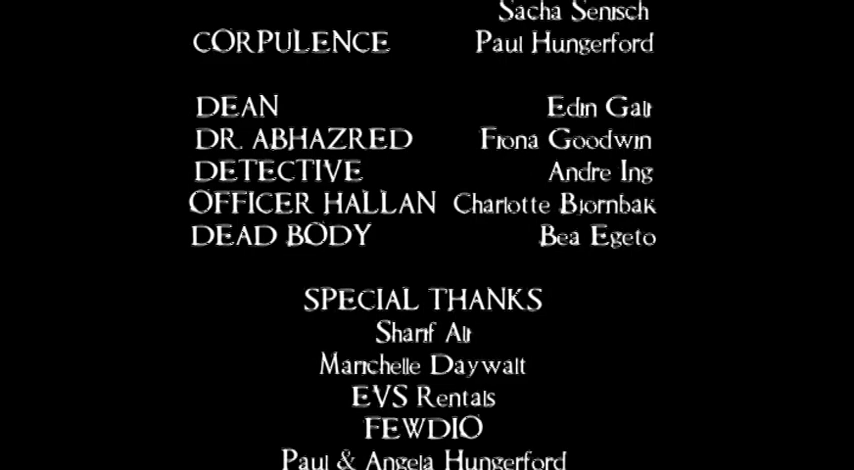 Sacha Senisch
CORPULENCE Paul Hungerford
DEAN Edin Gali
DR. ABHAZRED Fiona Goodwin
DETECTIVE Andre Ing
OFFICER HALLAN Charlotte Bjornbak
DEAD BODY Bea Egeto
SPECIAL THANKS
Sharif Ali
Marichelle Daywalt
EVS Rentals
FEWDIO
Paul & Angela Hungerford